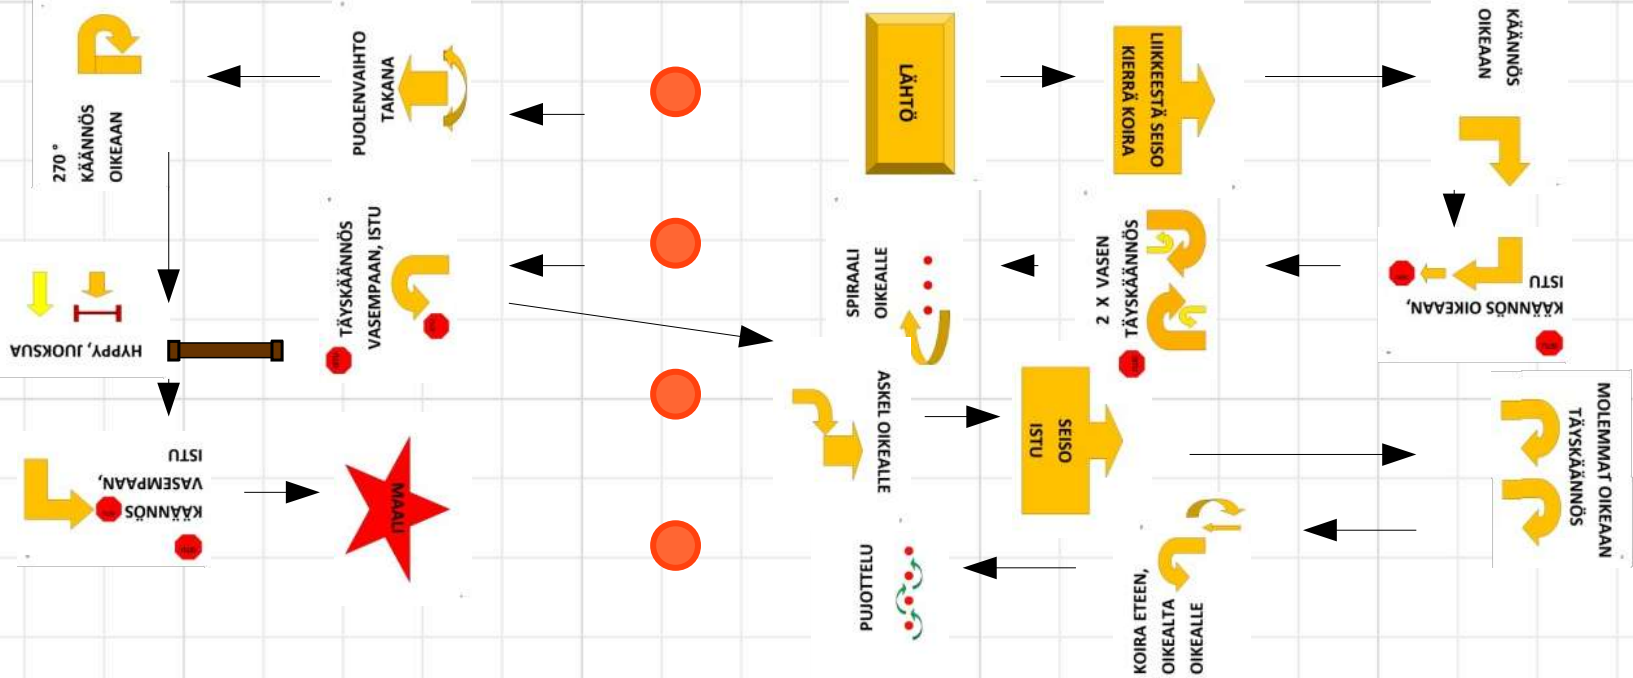 LÄHTÖ
LIIKKEESTÄ SEISO
KIERRÄ KOIRA
KÄÄNNÖS
OIKEAAN
KÄÄNNÖS OIKEAAN,
ISTU
2 X VASEN
TÄYSKÄÄNNÖS
OIKEALLE
SPIRAALI
TÄYSKÄÄNNÖS
VASEMPAAN, ISTU
ASKEL OIKEALLE
SEISO
ISTU
MOLEMMAT OIKEAAN
TÄYSKÄÄNNÖS
KOIRA ETEEN,
OIKEALTA
OIKEALLE
PUJOTTELU
PUOLENVAIHTO
TAKANA
270°
KÄÄNNÖS
OIKEAAN
HYPPY, JUOKSUA
KÄÄNNÖS
VASEMPAAN,
ISTU
MAALI